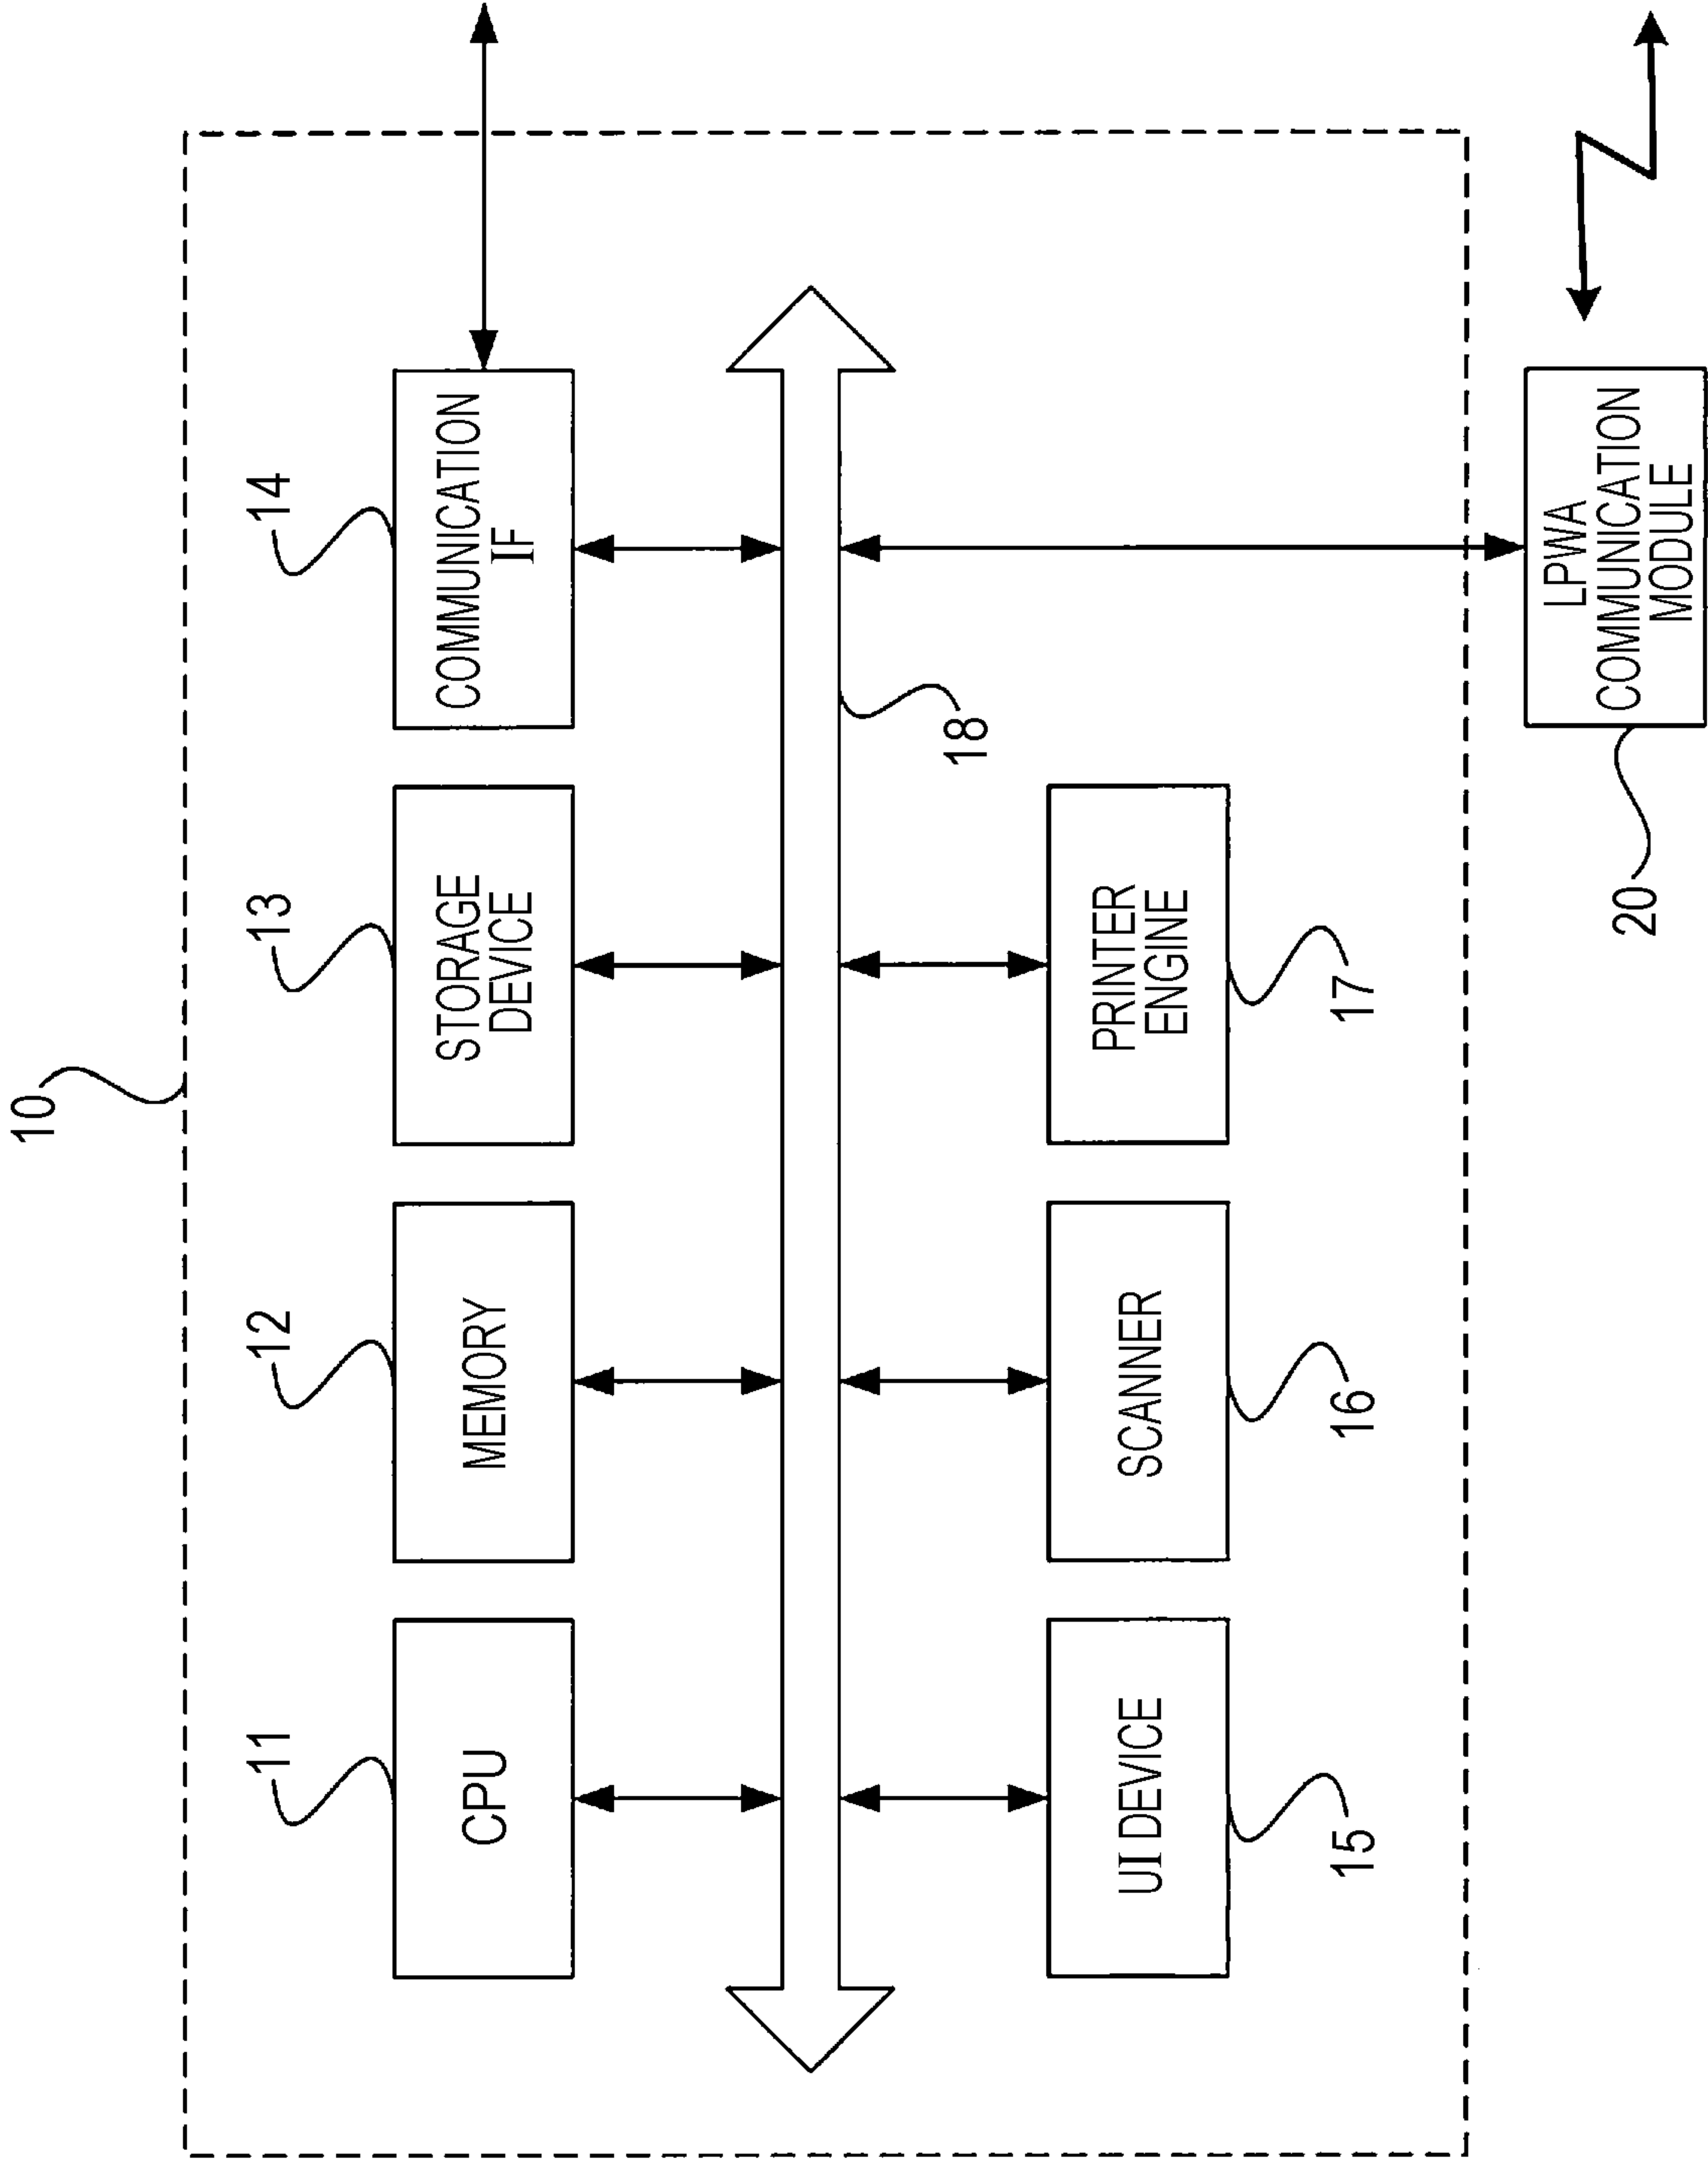 10
11
12
13
14
CPU
MEMORY
STORAGE
DEVICE
COMMUNICATION
IF
18
UI DEVICE
SCANNER
PRINTER
ENGINE
15
16
17
LPWA
COMMUNICATION
MODULE
20